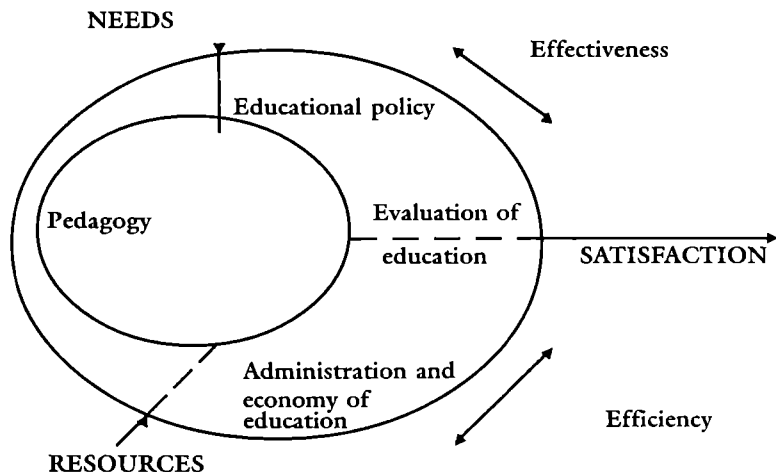 NEEDS
Effectiveness
Educational policy
Pedagogy
Evaluation of
education
SATISFACTION
Administration and
economy of
education
Efficiency
RESOURCES